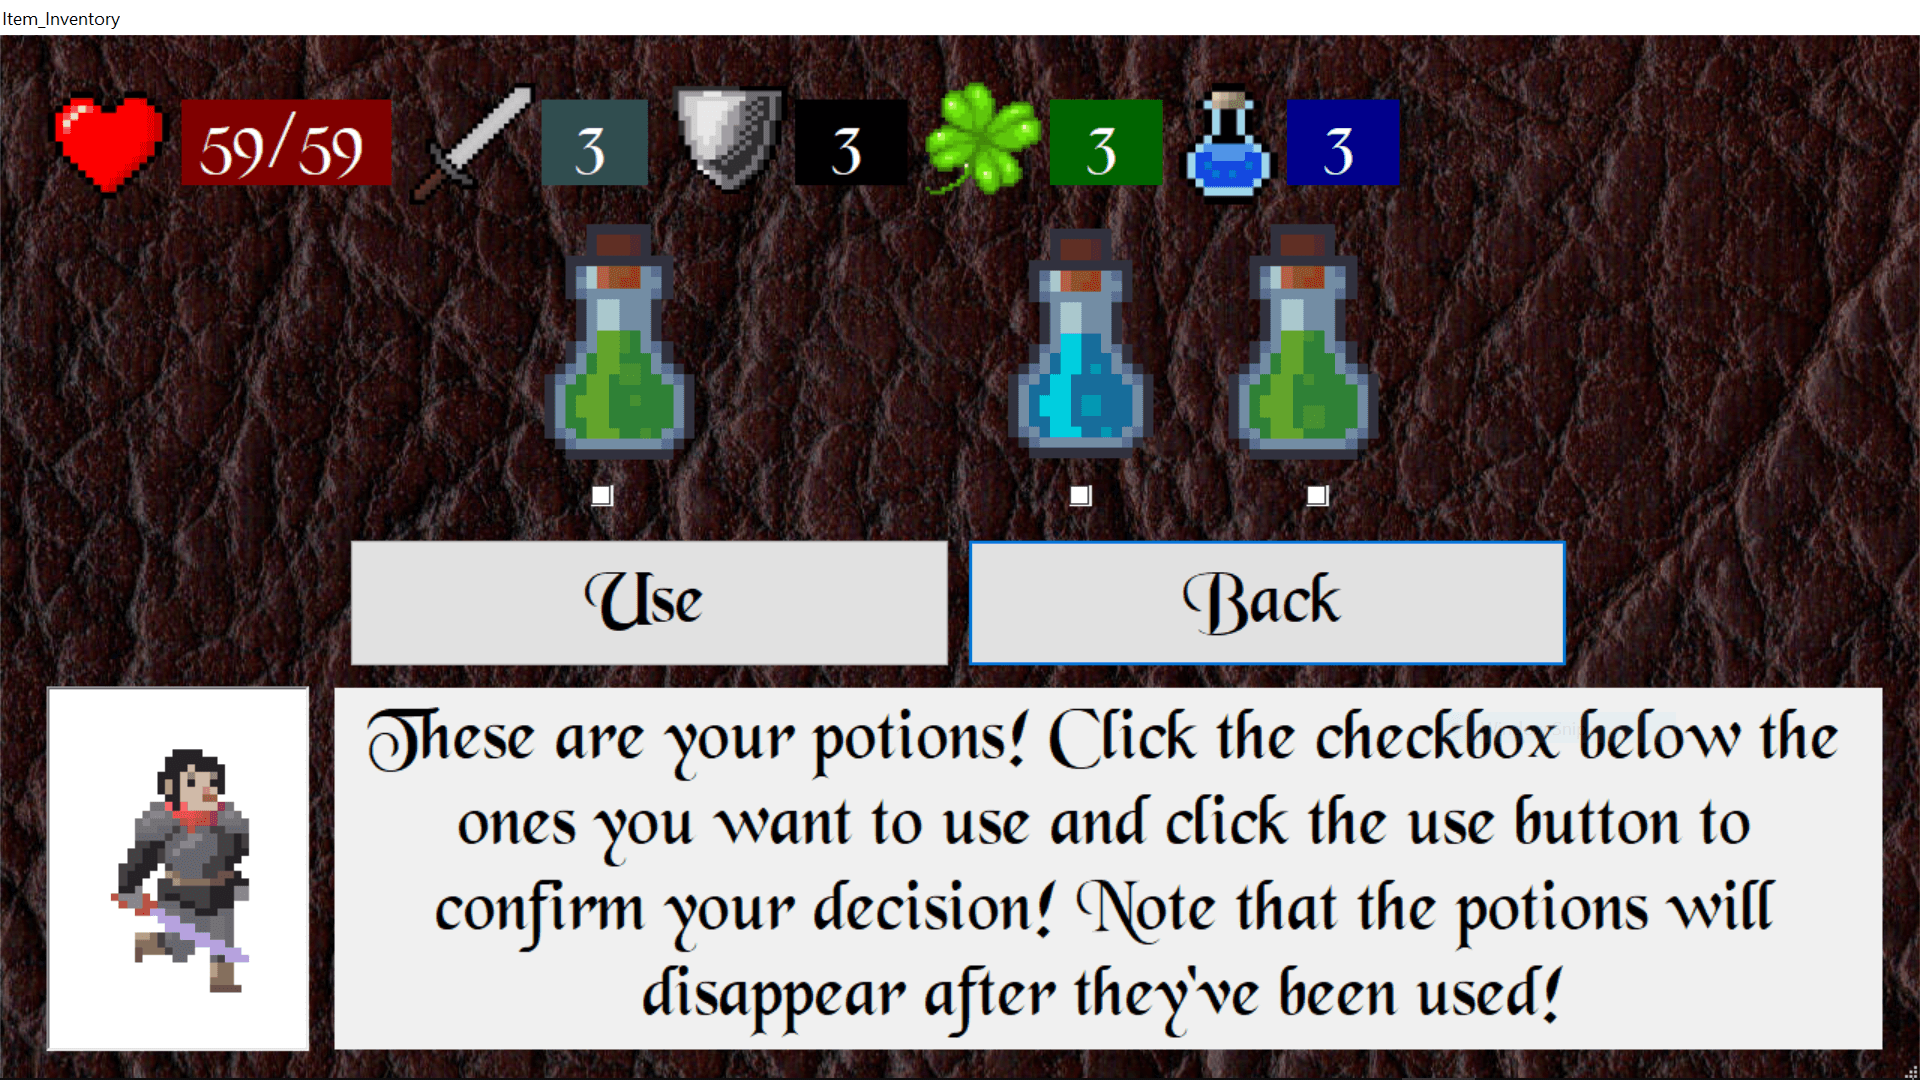 Item_Inventory
59/59 3 3 3 3
Use Back
These are your potions! Click the checkbox below the
ones you want to use and click the use button to
confirm your decision! Note that the potions will
disappear after they've been used!